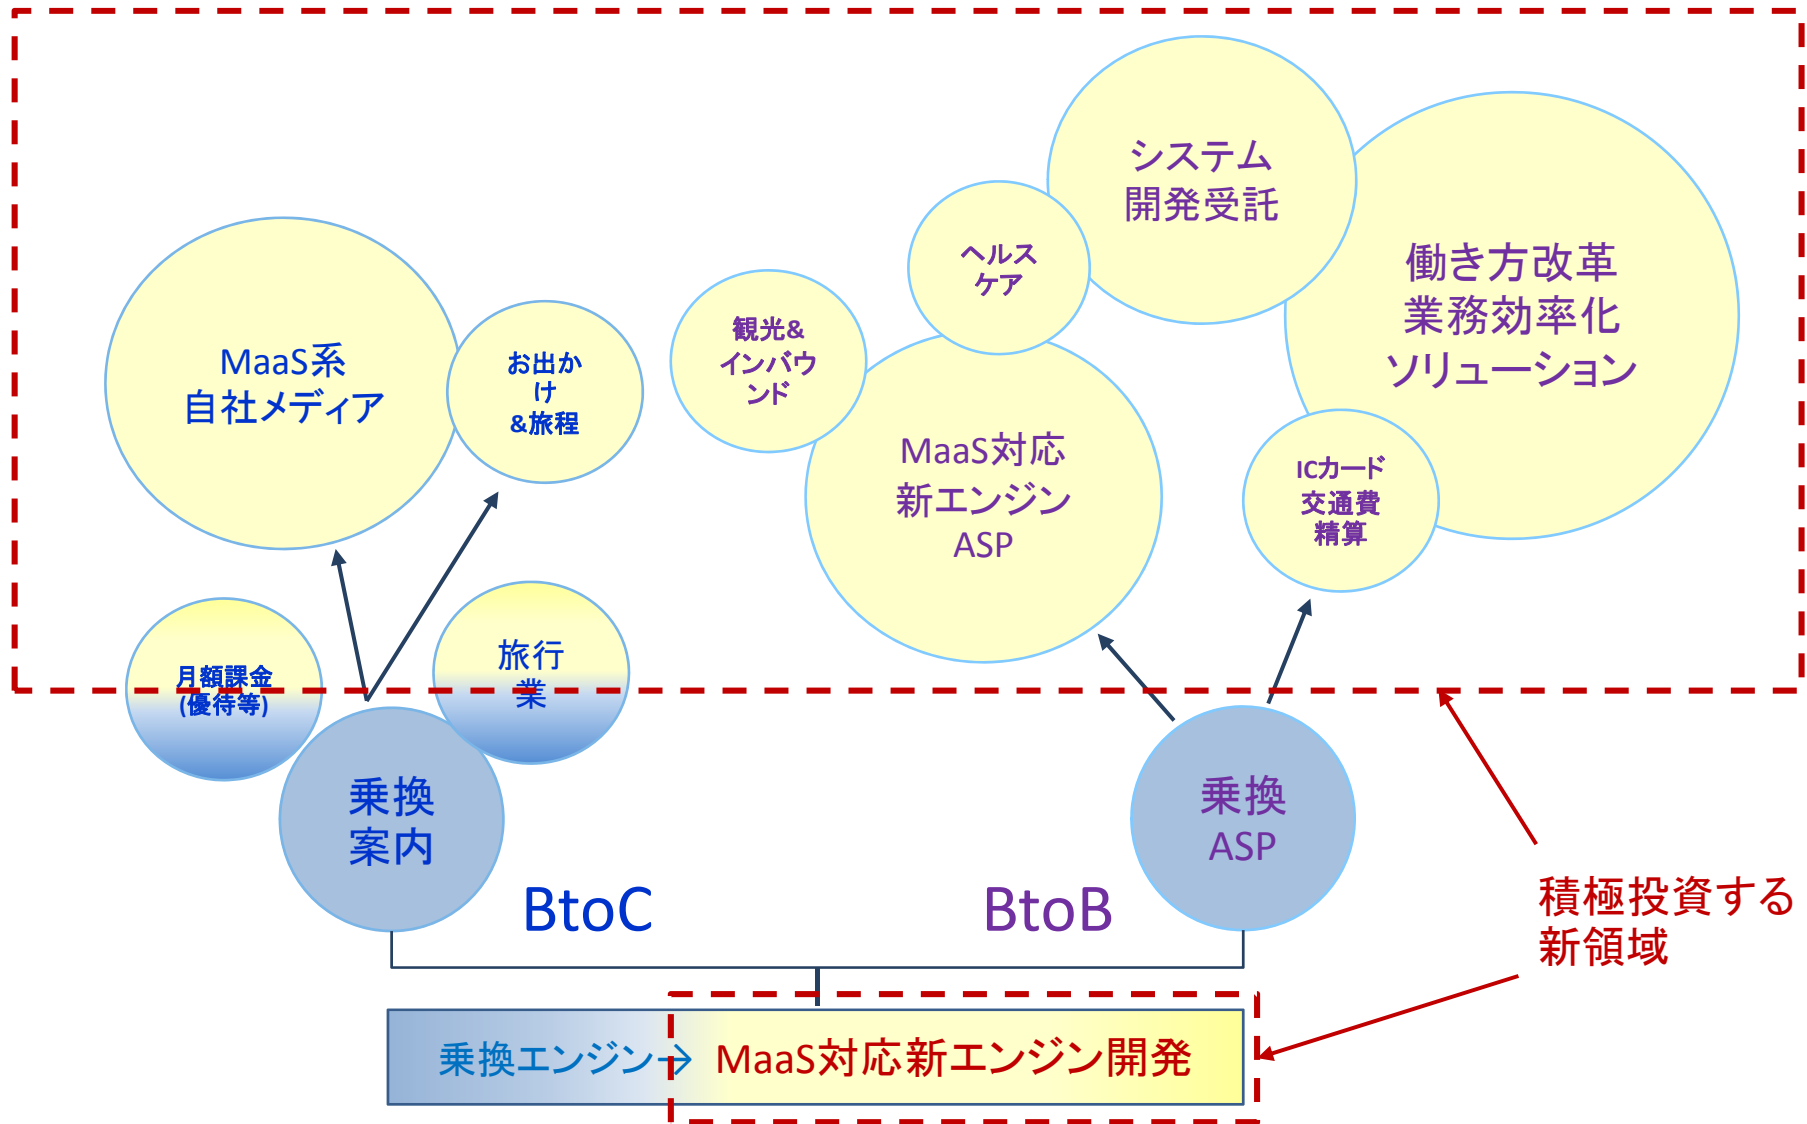 システム
開発受託
働き方改革
業務効率化
ソリューション
ヘルス
ケア
観光&
インバウ
ンド
MaaS系
自社メディア
お出か
け
&旅程
MaaS対応
新エンジン
ASP
ICカード
交通費
精算
月額課金
(優待等)
旅行
業
乗換
案内
乗換
ASP
BtoC
BtoB
積極投資する
新領域
乗換エンジン→ MaaS対応新エンジン開発